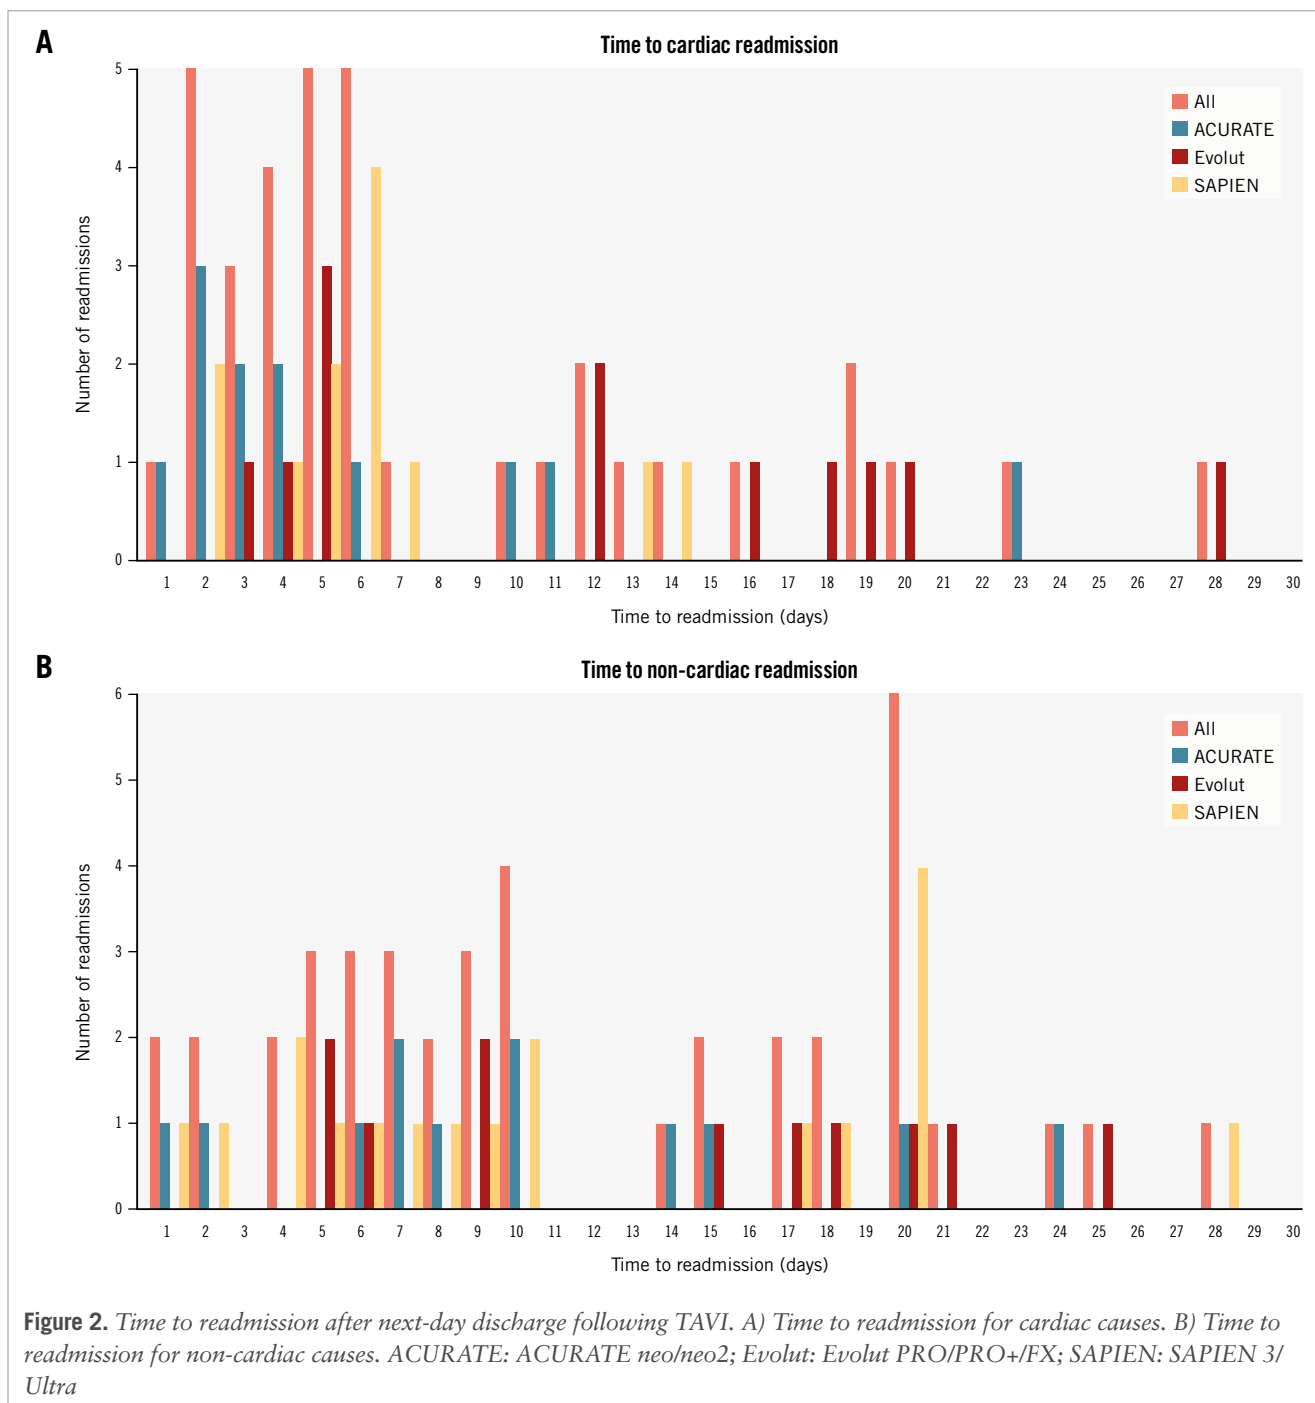 A
Time to cardiac readmission
5
4
3
2
1
0
Number of readmissions
All
ACURATE
Evolut
SAPIEN
1 2 3 4 5 6 7 8 9 10 11 12 13 14 15 16 17 18 19 20 21 22 23 24 25 26 27 28 29 30
Time to readmission (days)
B
Time to non-cardiac readmission
6
5
4
3
2
1
0
Number of readmissions
All
ACURATE
Evolut
SAPIEN
1 2 3 4 5 6 7 8 9 10 11 12 13 14 15 16 17 18 19 20 21 22 23 24 25 26 27 28 29 30
Time to readmission (days)
Figure 2. Time to readmission after next-day discharge following TAVI. A) Time to readmission for cardiac causes. B) Time to
readmission for non-cardiac causes. ACURATE: ACURATE neo/neo2; Evolut: Evolut PRO/PRO+/FX; SAPIEN: SAPIEN 3/
Ultra